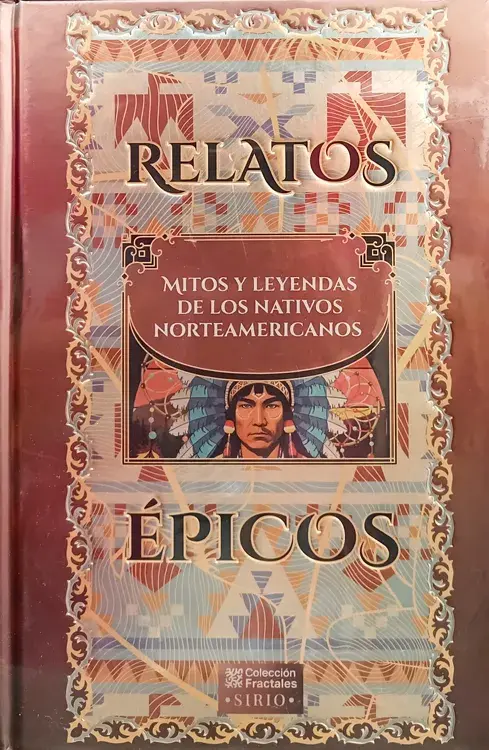 RELATOS
MITOS Y LEYENDAS
DE LOS NATIVOS
NORTEAMERICANOS
ÉPICOS
Colección
Fractales
•SIRIO•